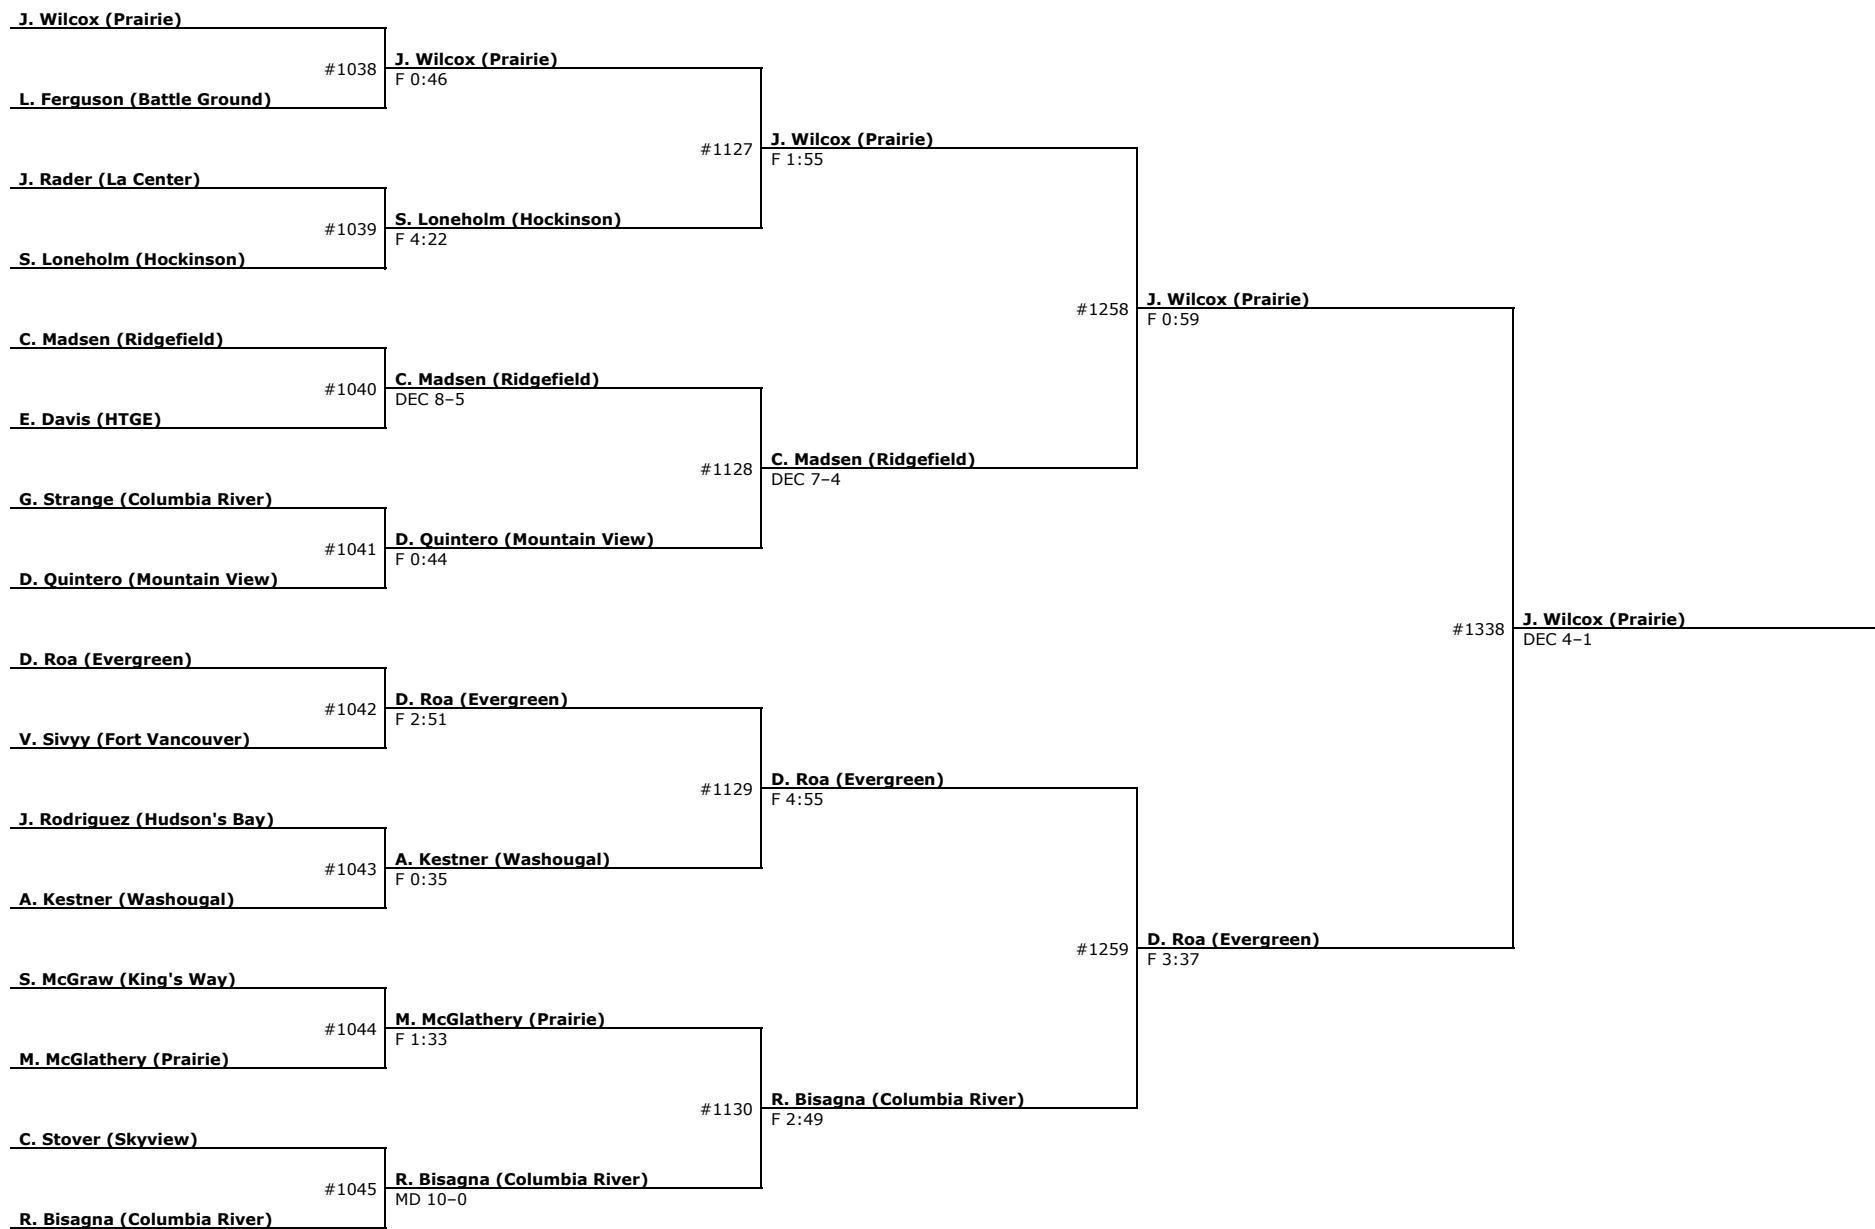 J. Wilcox (Prairie)
#1038
J. Wilcox (Prairie)
F 0:46
L. Ferguson (Battle Ground)
#1127
J. Wilcox (Prairie)
F 1:55
J. Rader (La Center)
#1039
S. Loneholm (Hockinson)
F 4:22
S. Loneholm (Hockinson)
#1258
J. Wilcox (Prairie)
F 0:59
C. Madsen (Ridgefield)
#1040
C. Madsen (Ridgefield)
DEC 8–5
E. Davis (HTGE)
#1128
C. Madsen (Ridgefield)
DEC 7–4
G. Strange (Columbia River)
#1041
D. Quintero (Mountain View)
F 0:44
D. Quintero (Mountain View)
#1338
J. Wilcox (Prairie)
DEC 4–1
D. Roa (Evergreen)
#1042
D. Roa (Evergreen)
F 2:51
V. Sivyy (Fort Vancouver)
#1129
D. Roa (Evergreen)
F 4:55
J. Rodriguez (Hudson's Bay)
#1043
A. Kestner (Washougal)
F 0:35
A. Kestner (Washougal)
#1259
D. Roa (Evergreen)
F 3:37
S. McGraw (King's Way)
#1044
M. McGlathery (Prairie)
F 1:33
M. McGlathery (Prairie)
#1130
R. Bisagna (Columbia River)
F 2:49
C. Stover (Skyview)
#1045
R. Bisagna (Columbia River)
MD 10–0
R. Bisagna (Columbia River)